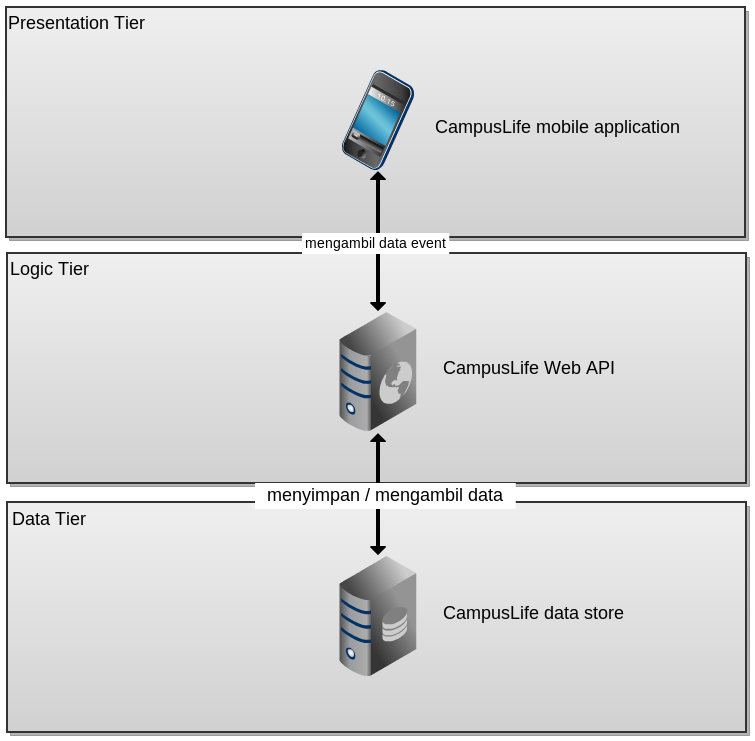 Presentation Tier
10:15
CampusLife mobile application
mengambil data event
Logic Tier
CampusLife Web API
menyimpan / mengambil data
Data Tier
CampusLife data store